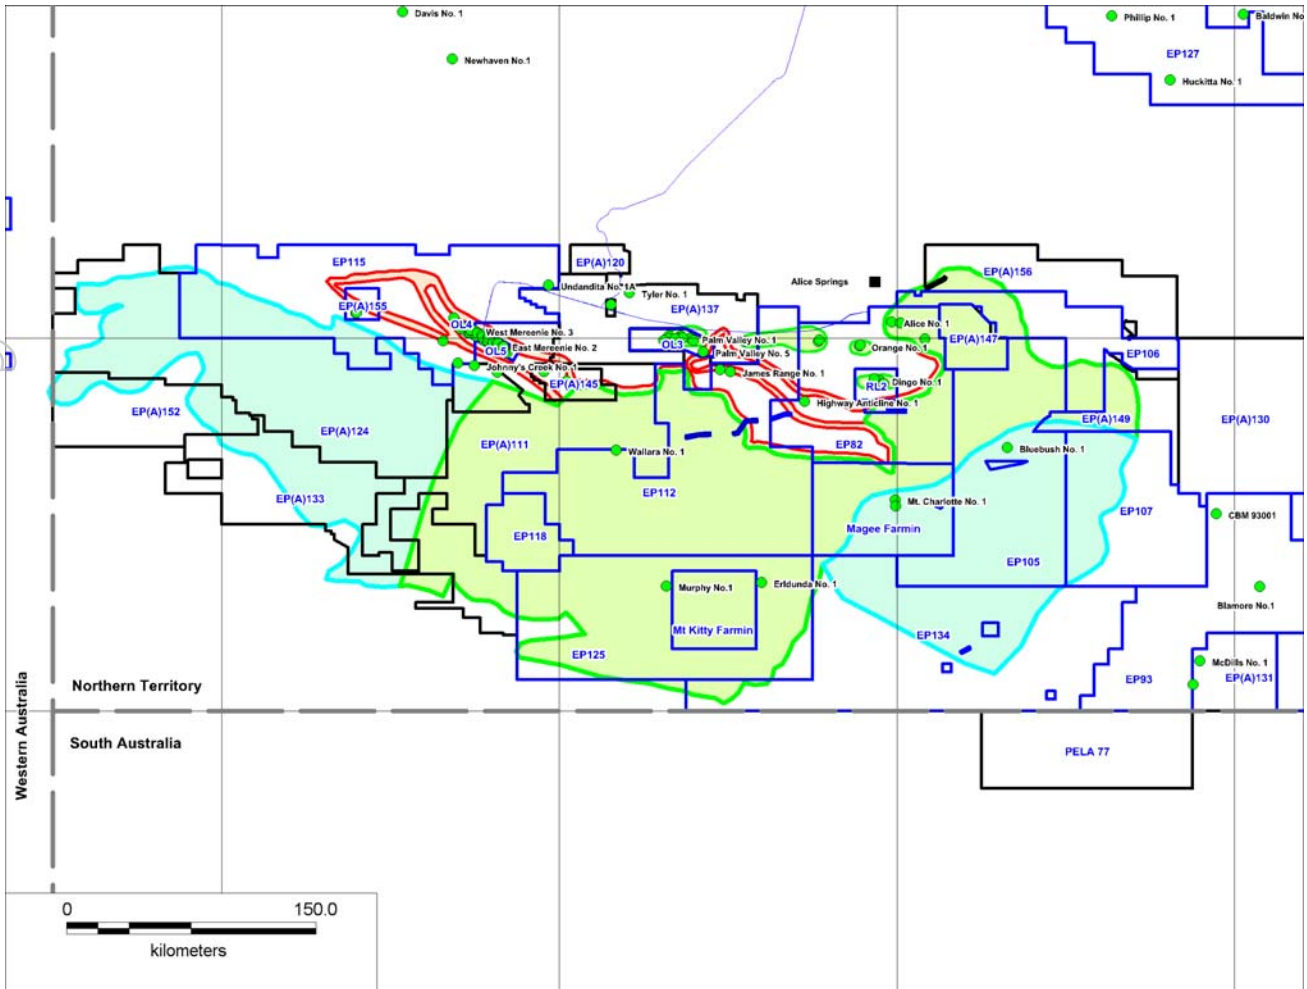 Davis No. 1
Phillip No. 1
Baldwin No
EP127
Newhaven No.1
Huckitta No. 1
EP115
EP(A)120
EP(A)156
Alice Springs
Undandita No. 1A
Tyler No. 1
EP(A)155
EP(A)137
OL4
West Mereenie No. 3
Alice No. 1
EP(A)147
OL3
Palm Valley No. 1
Orange No. 1
OL5
East Mereenie No. 2
Palm Valley No. 5
EP106
Johnny's Creek No. 1
James Range No. 1
EP(A)145
RL2
Dingo No. 1
Highway Anticline No. 1
EP(A)152
EP(A)149
EP(A)130
EP(A)124
EP(A)111
EP82
Wallara No. 1
Bluebush No. 1
EP112
EP(A)133
Mt. Charlotte No. 1
EP107
CBM 93001
Magee Farmin
EP118
EP105
Murphy No.1
Erldunda No. 1
Blamore No.1
Mt Kitty Farmin
EP134
EP125
McDills No. 1
EP93
EP(A)131
Northern Territory
Western Australia
South Australia
PELA 77
0 150.0
kilometers